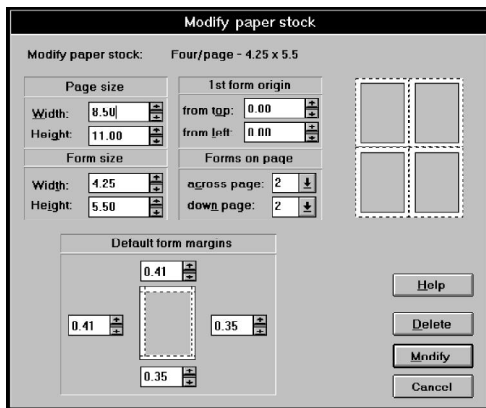 Modify paper stock
Modify paper stock: Four/page - 4.25 x 5.5
Page size
Width: 8.50
Height: 11.00
1st form origin
from top: 0.00
from left: 0.00
Form size
Width: 4.25
Height: 5.50
Forms on page
across page: 2
down page: 2
Default form margins
0.41
0.41 0.35
0.35
Help
Delete
Modify
Cancel